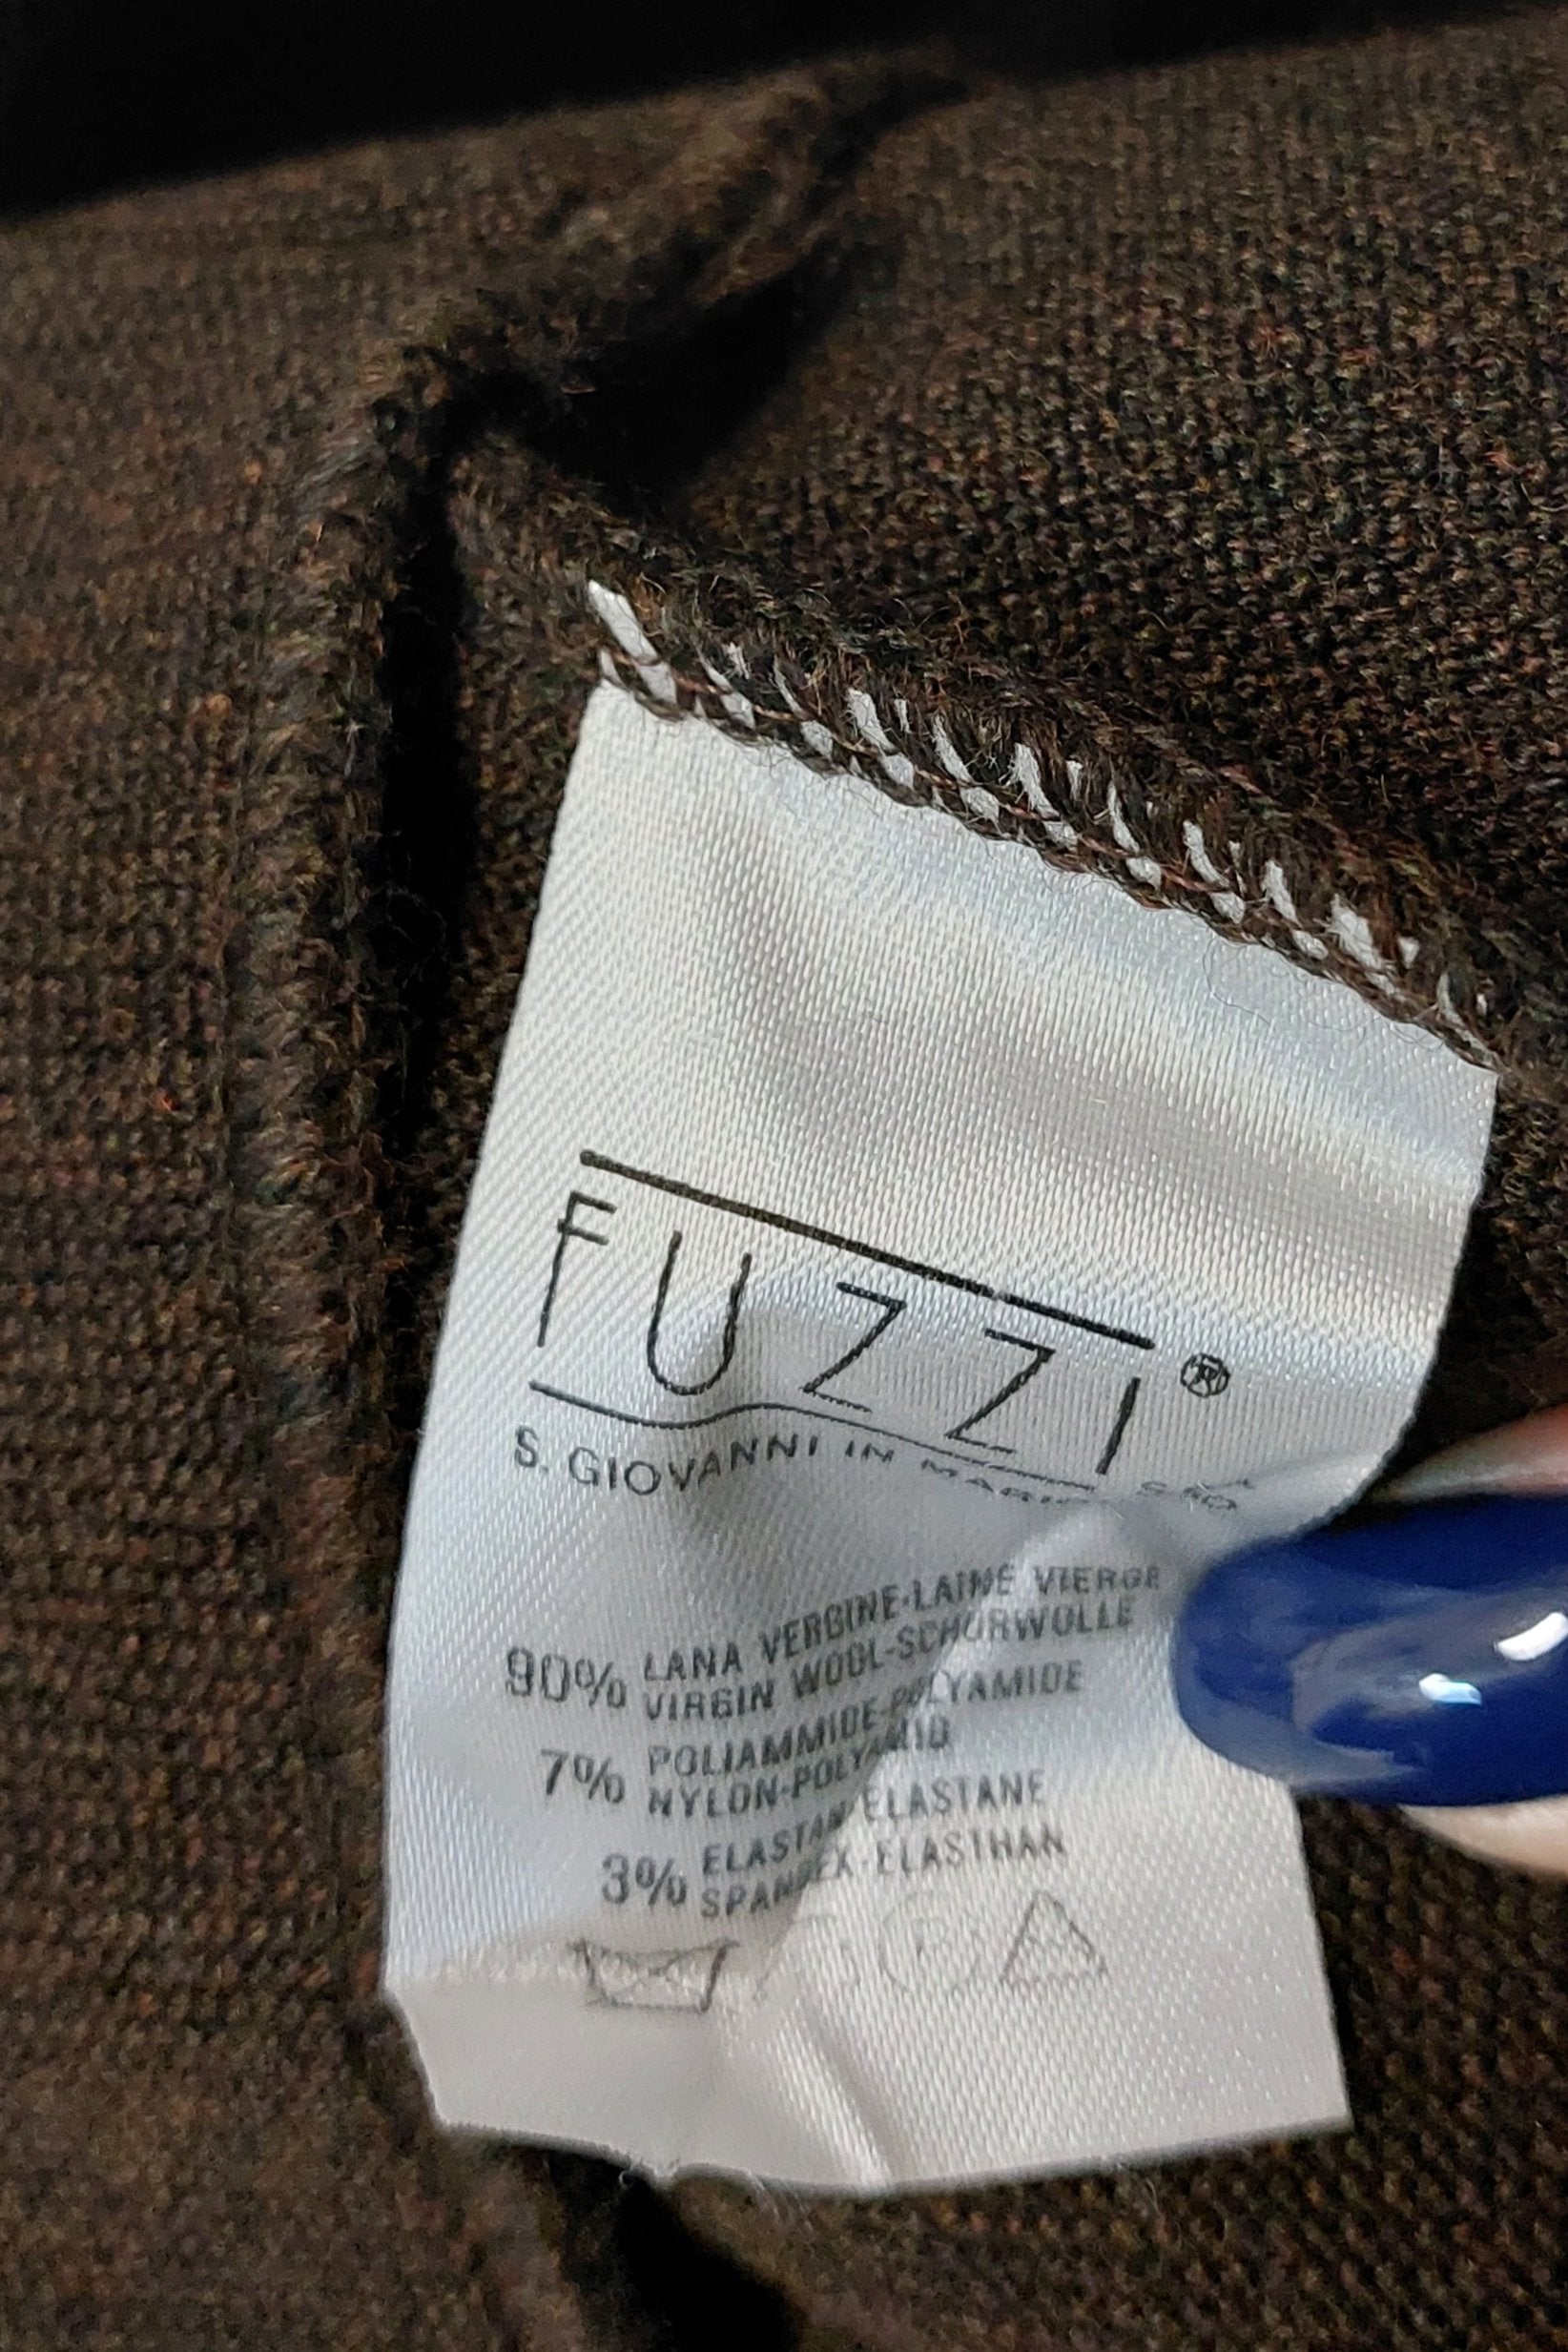 FUZZI®
S. GIOVANNI IN
90% LANA VERGINE-LAINE VIERGE
VIRGIN WOOL-SCHURWOLLE
7% POLIAMMIDE-POLYAMIDE
NYLON-POLYAMID
3% ELASTAN-ELASTANE
SPANDEX-ELASTHAN